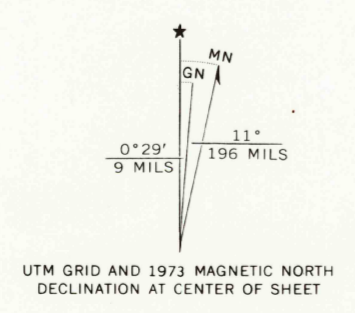 ★
MN
GN
0°29′
9 MILS
11°
196 MILS
UTM GRID AND 1973 MAGNETIC NORTH
DECLINATION AT CENTER OF SHEET